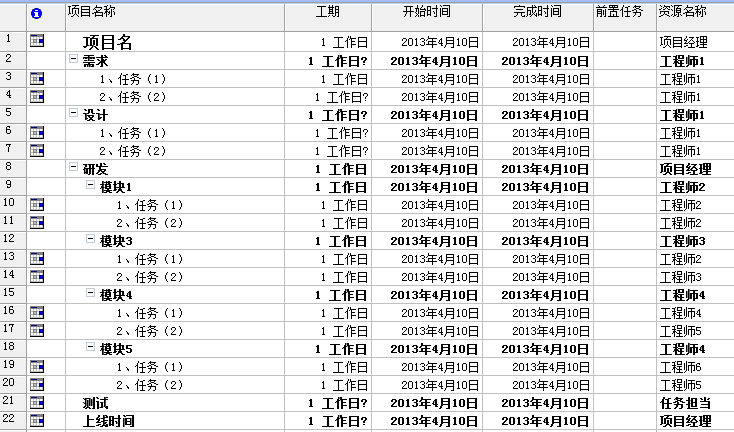 项目名称 工期 开始时间 完成时间 前置任务 资源名称
1 项目名 1 工作日 2013年4月10日 2013年4月10日 项目经理
2 需求 1 工作日? 2013年4月10日 2013年4月10日 工程师1
3 1、任务（1） 1 工作日 2013年4月10日 2013年4月10日 工程师1
4 2、任务（2） 1 工作日? 2013年4月10日 2013年4月10日 工程师1
5 设计 1 工作日? 2013年4月10日 2013年4月10日 工程师1
6 1、任务（1） 1 工作日? 2013年4月10日 2013年4月10日 工程师1
7 2、任务（2） 1 工作日? 2013年4月10日 2013年4月10日 工程师1
8 研发 1 工作日 2013年4月10日 2013年4月10日 项目经理
9 模块1 1 工作日 2013年4月10日 2013年4月10日 工程师2
10 1、任务（1） 1 工作日 2013年4月10日 2013年4月10日 工程师2
11 2、任务（2） 1 工作日 2013年4月10日 2013年4月10日 工程师2
12 模块3 1 工作日 2013年4月10日 2013年4月10日 工程师3
13 1、任务（1） 1 工作日 2013年4月10日 2013年4月10日 工程师2
14 2、任务（2） 1 工作日 2013年4月10日 2013年4月10日 工程师3
15 模块4 1 工作日 2013年4月10日 2013年4月10日 工程师4
16 1、任务（1） 1 工作日 2013年4月10日 2013年4月10日 工程师4
17 2、任务（2） 1 工作日 2013年4月10日 2013年4月10日 工程师5
18 模块5 1 工作日 2013年4月10日 2013年4月10日 工程师4
19 1、任务（1） 1 工作日 2013年4月10日 2013年4月10日 工程师6
20 2、任务（2） 1 工作日 2013年4月10日 2013年4月10日 工程师5
21 测试 1 工作日? 2013年4月10日 2013年4月10日 任务担当
22 上线时间 1 工作日? 2013年4月10日 2013年4月10日 项目经理